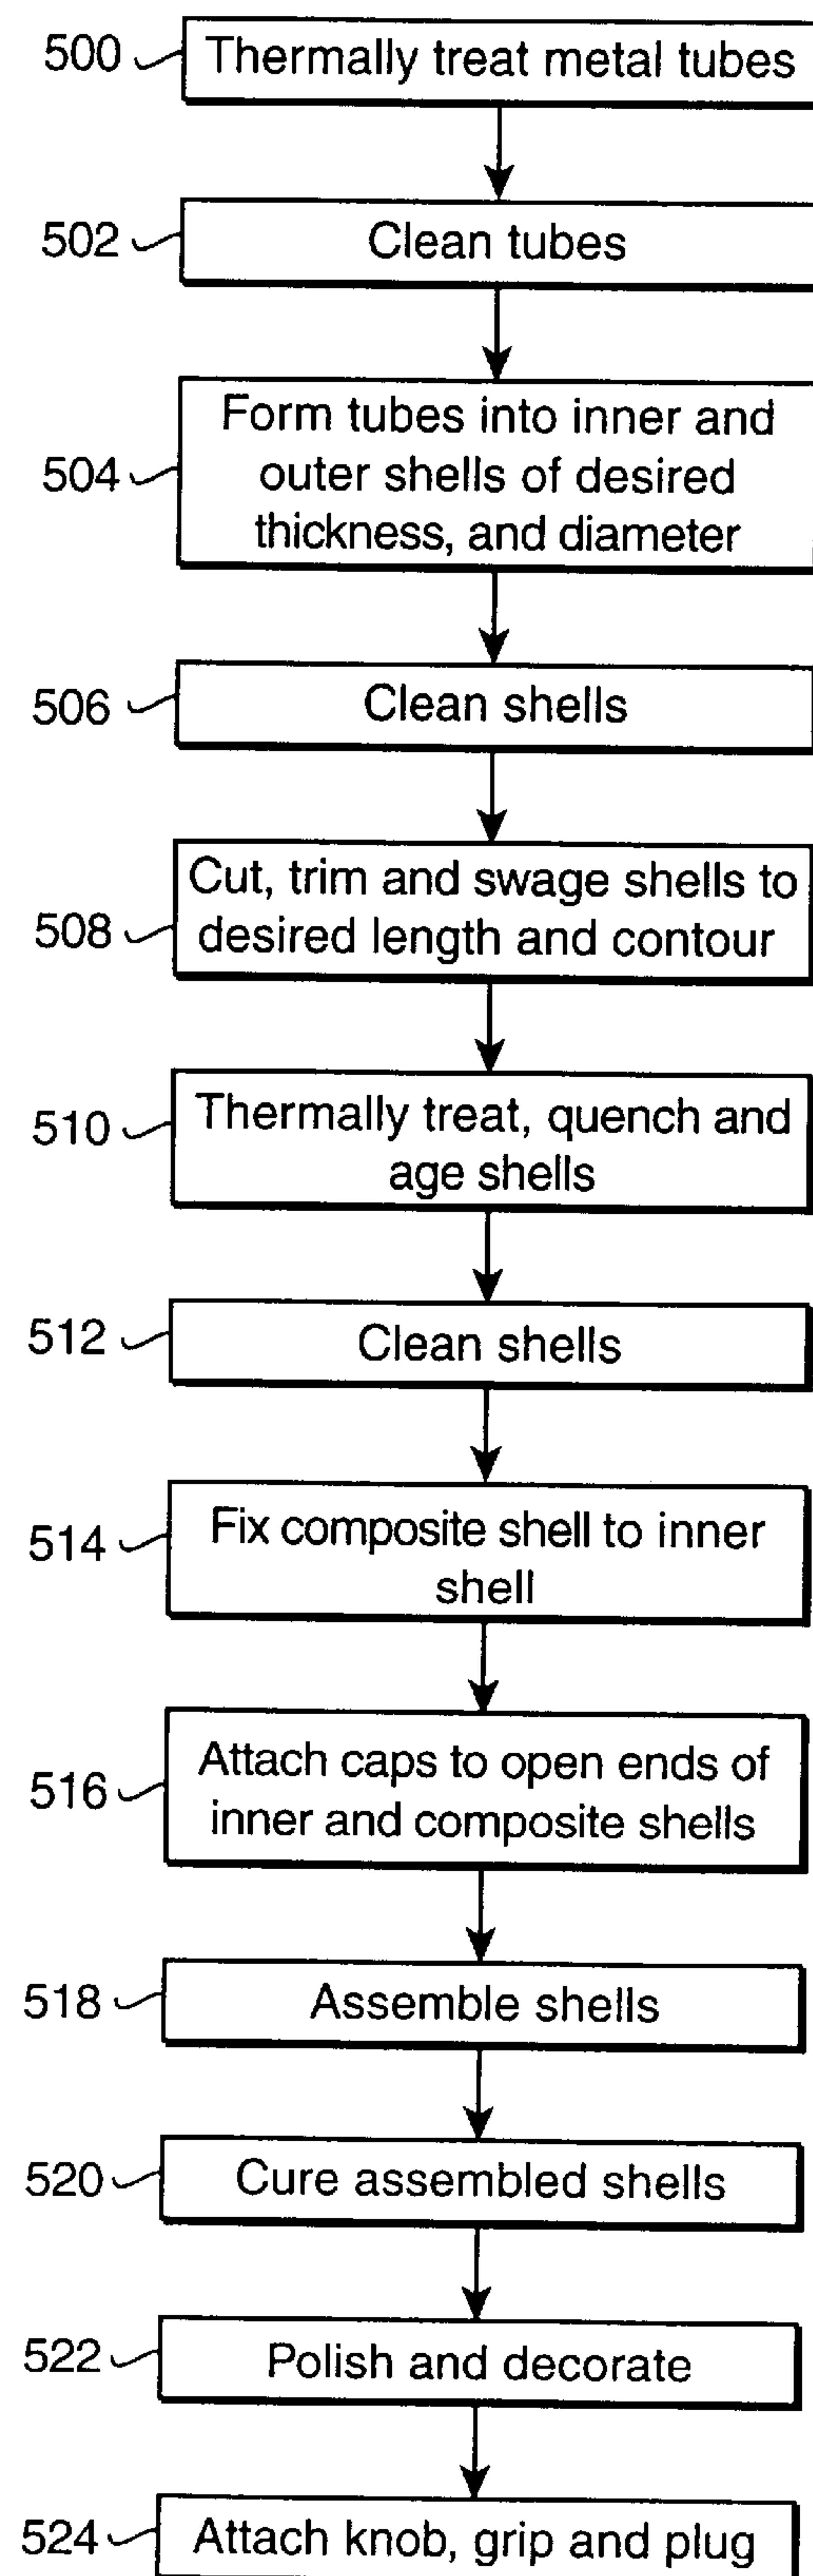 500 Thermally treat metal tubes
502 Clean tubes
Form tubes into inner and
504 outer shells of desired
thickness, and diameter
506 Clean shells
Cut, trim and swage shells to
508 desired length and contour
510 Thermally treat, quench and
age shells
512 Clean shells
514 Fix composite shell to inner
shell
516 Attach caps to open ends of
inner and composite shells
518 Assemble shells
520 Cure assembled shells
522 Polish and decorate
524 Attach knob, grip and plug